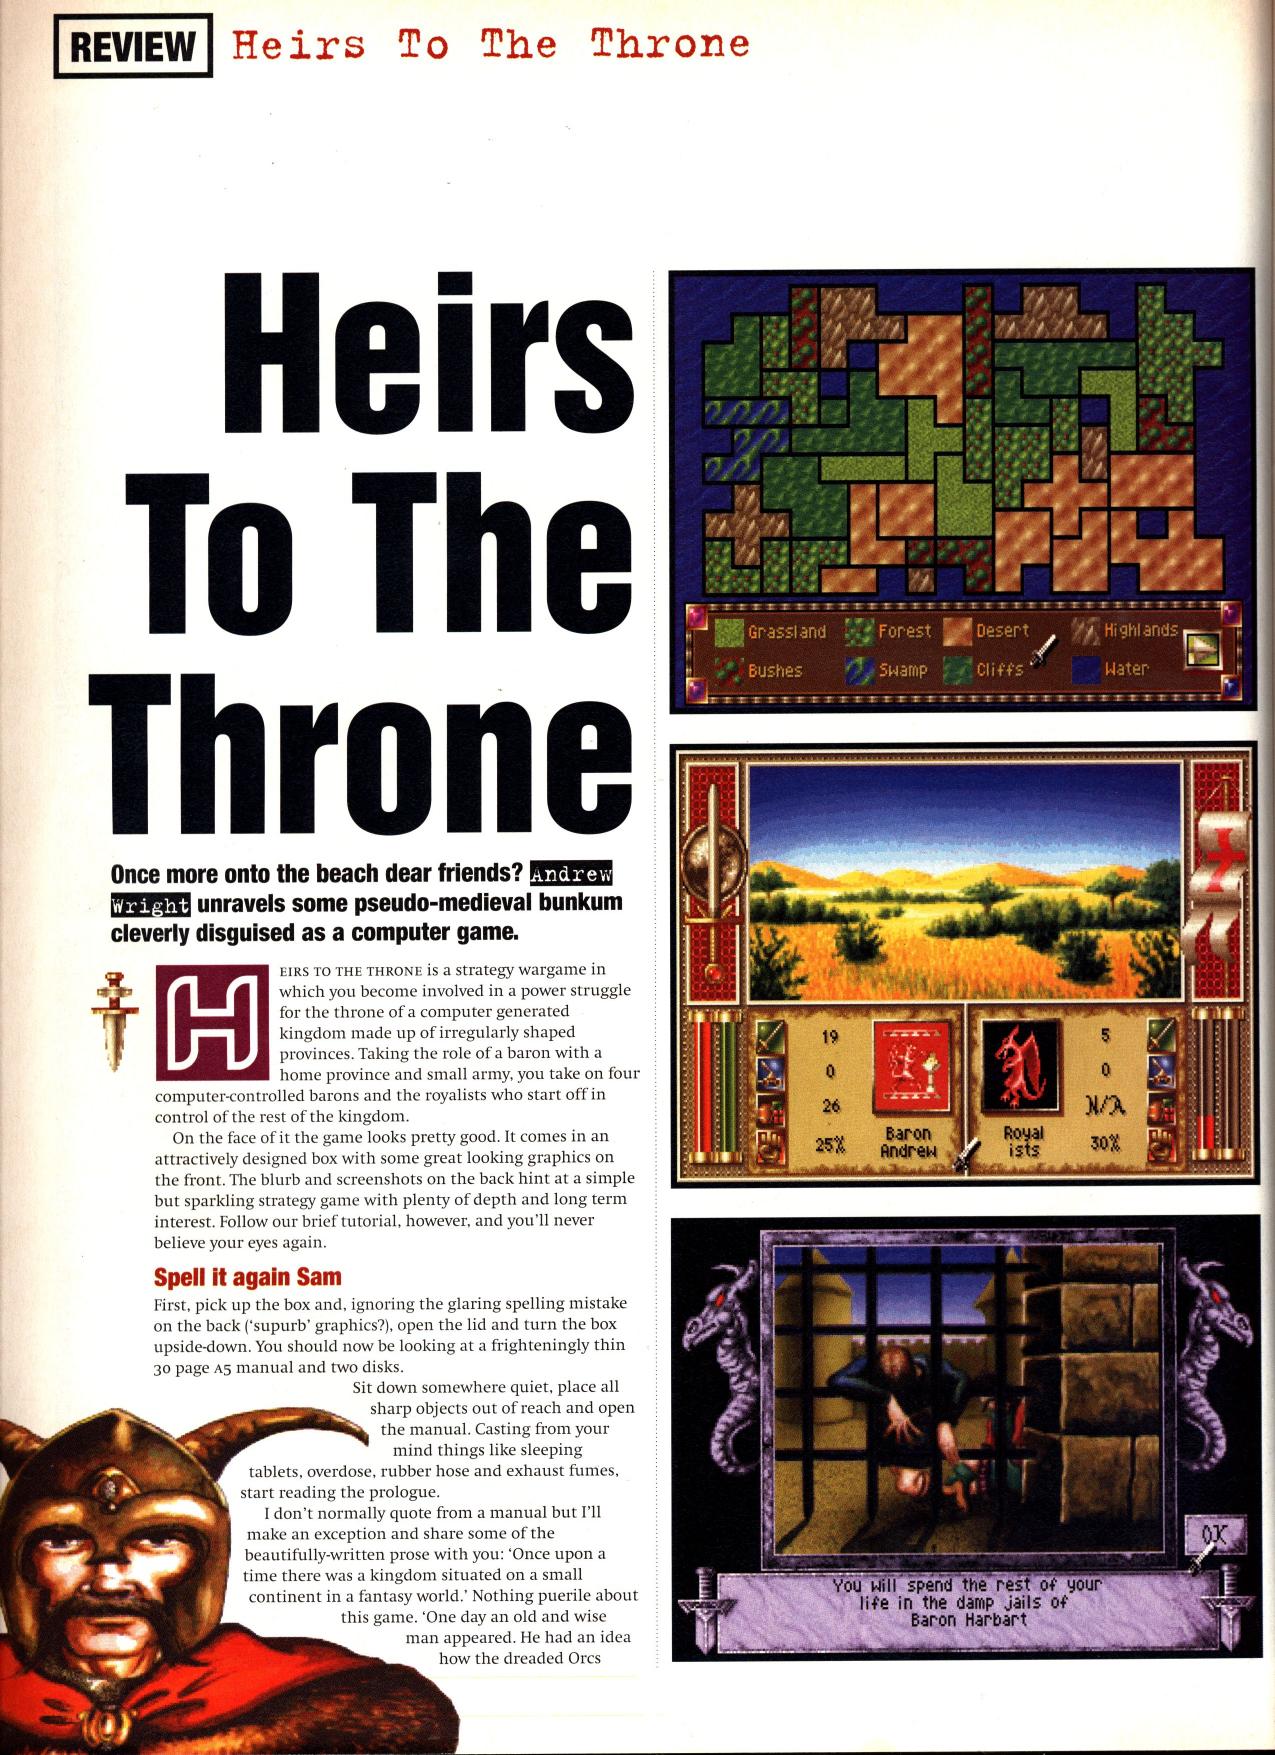 REVIEW Heirs To The Throne
Heirs
To The
Throne
Once more onto the beach dear friends? Andrew
Wright unravels some pseudo-medieval bunkum
cleverly disguised as a computer game.
HEIRS TO THE THRONE is a strategy wargame in
which you become involved in a power struggle
for the throne of a computer generated
kingdom made up of irregularly shaped
provinces. Taking the role of a baron with a
home province and small army, you take on four
computer-controlled barons and the royalists who start off in
control of the rest of the kingdom.
On the face of it the game looks pretty good. It comes in an
attractively designed box with some great looking graphics on
the front. The blurb and screenshots on the back hint at a simple
but sparkling strategy game with plenty of depth and long term
interest. Follow our brief tutorial, however, and you'll never
believe your eyes again.
Spell it again Sam
First, pick up the box and, ignoring the glaring spelling mistake
on the back ('supurb' graphics?), open the lid and turn the box
upside-down. You should now be looking at a frighteningly thin
30 page A5 manual and two disks.
Sit down somewhere quiet, place all
sharp objects out of reach and open
the manual. Casting from your
mind things like sleeping
tablets, overdose, rubber hose and exhaust fumes,
start reading the prologue.
I don't normally quote from a manual but I'll
make an exception and share some of the
beautifully-written prose with you: 'Once upon a
time there was a kingdom situated on a small
continent in a fantasy world.' Nothing puerile about
this game. 'One day an old and wise
man appeared. He had an idea
how the dreaded Orcs
Grassland Forest Desert Highlands
Bushes Swamp Cliffs Water
19 5
0 0
26 N/A
25% Baron Royal 30%
Andrew ists
OK
You will spend the rest of your
life in the damp jails of
Baron Harbart